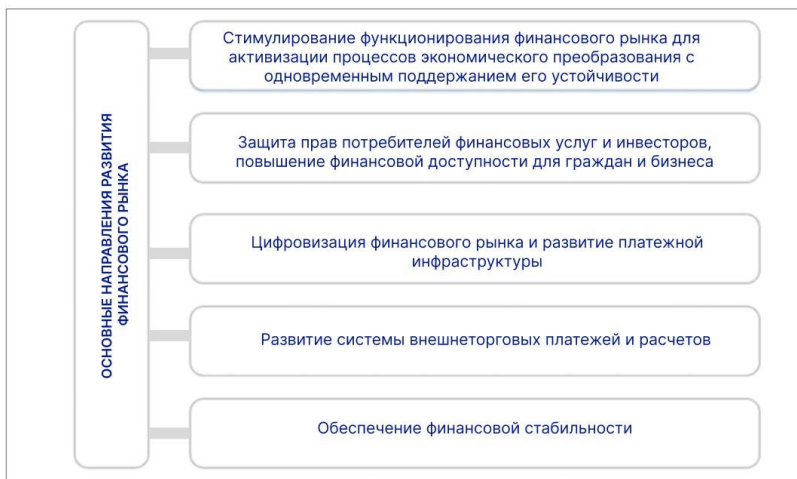 ОСНОВНЫЕ НАПРАВЛЕНИЯ РАЗВИТИЯ
ФИНАНСОВОГО РЫНКА
Стимулирование функционирования финансового рынка для
активизации процессов экономического преобразования с
одновременным поддержанием его устойчивости
Защита прав потребителей финансовых услуг и инвесторов,
повышение финансовой доступности для граждан и бизнеса
Цифровизация финансового рынка и развитие платежной
инфраструктуры
Развитие системы внешнеторговых платежей и расчетов
Обеспечение финансовой стабильности